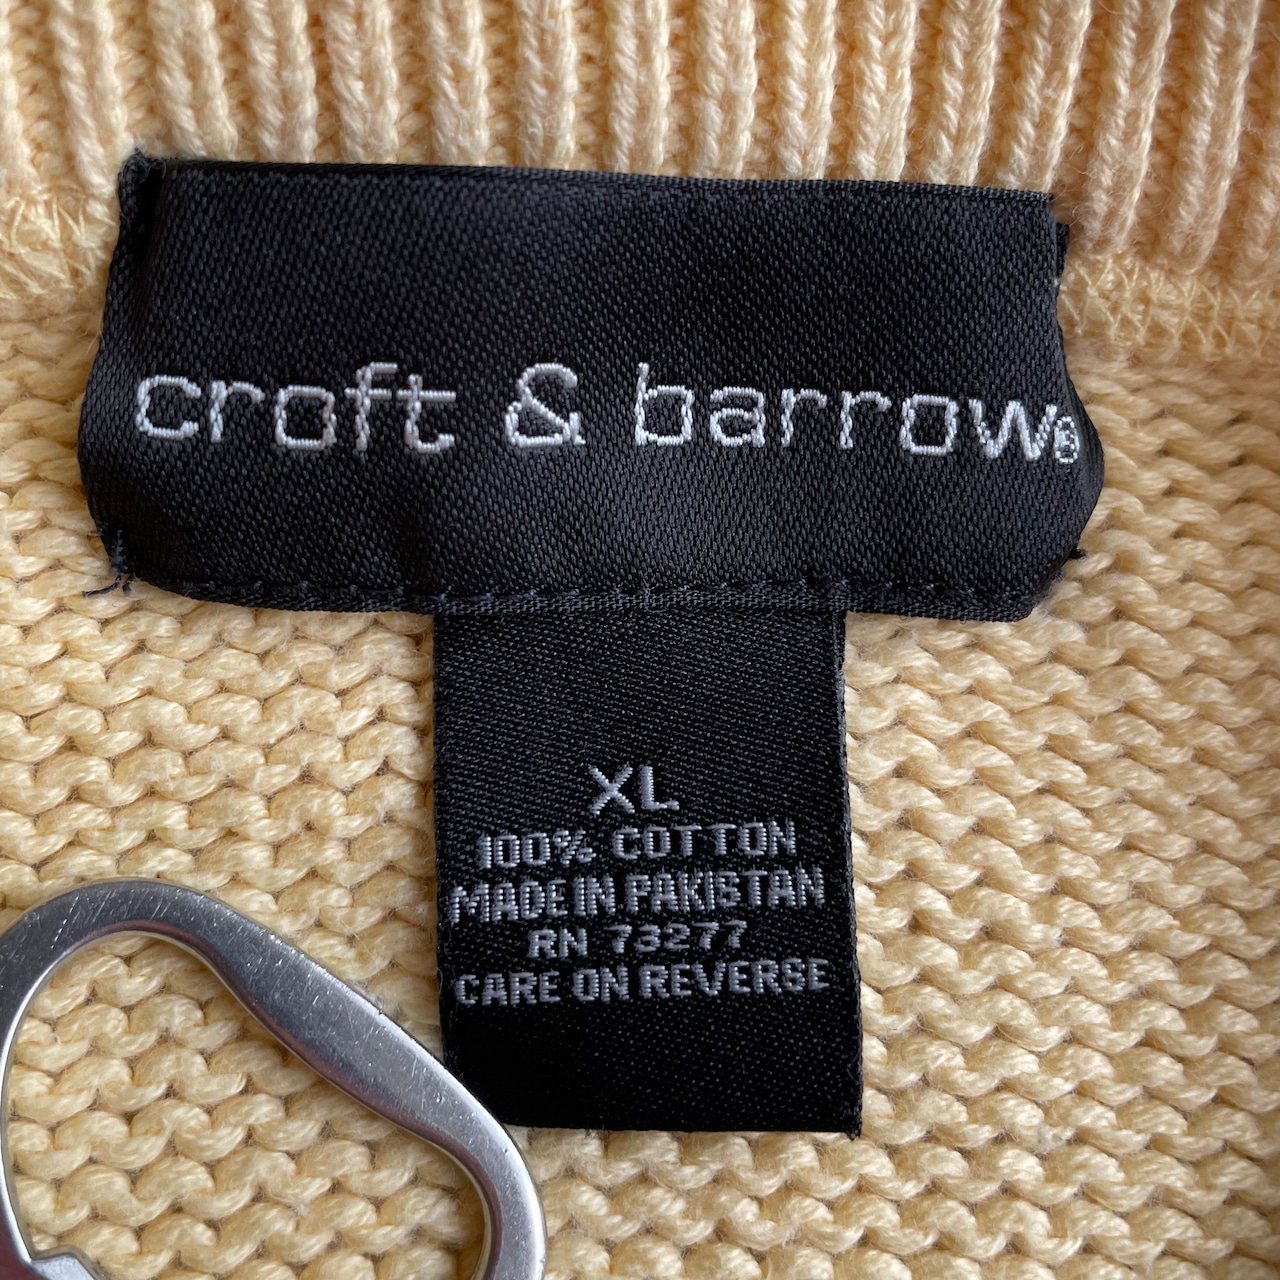 croft & barrow®
XL
100% COTTON
MADE IN PAKISTAN
RN 73277
CARE ON REVERSE